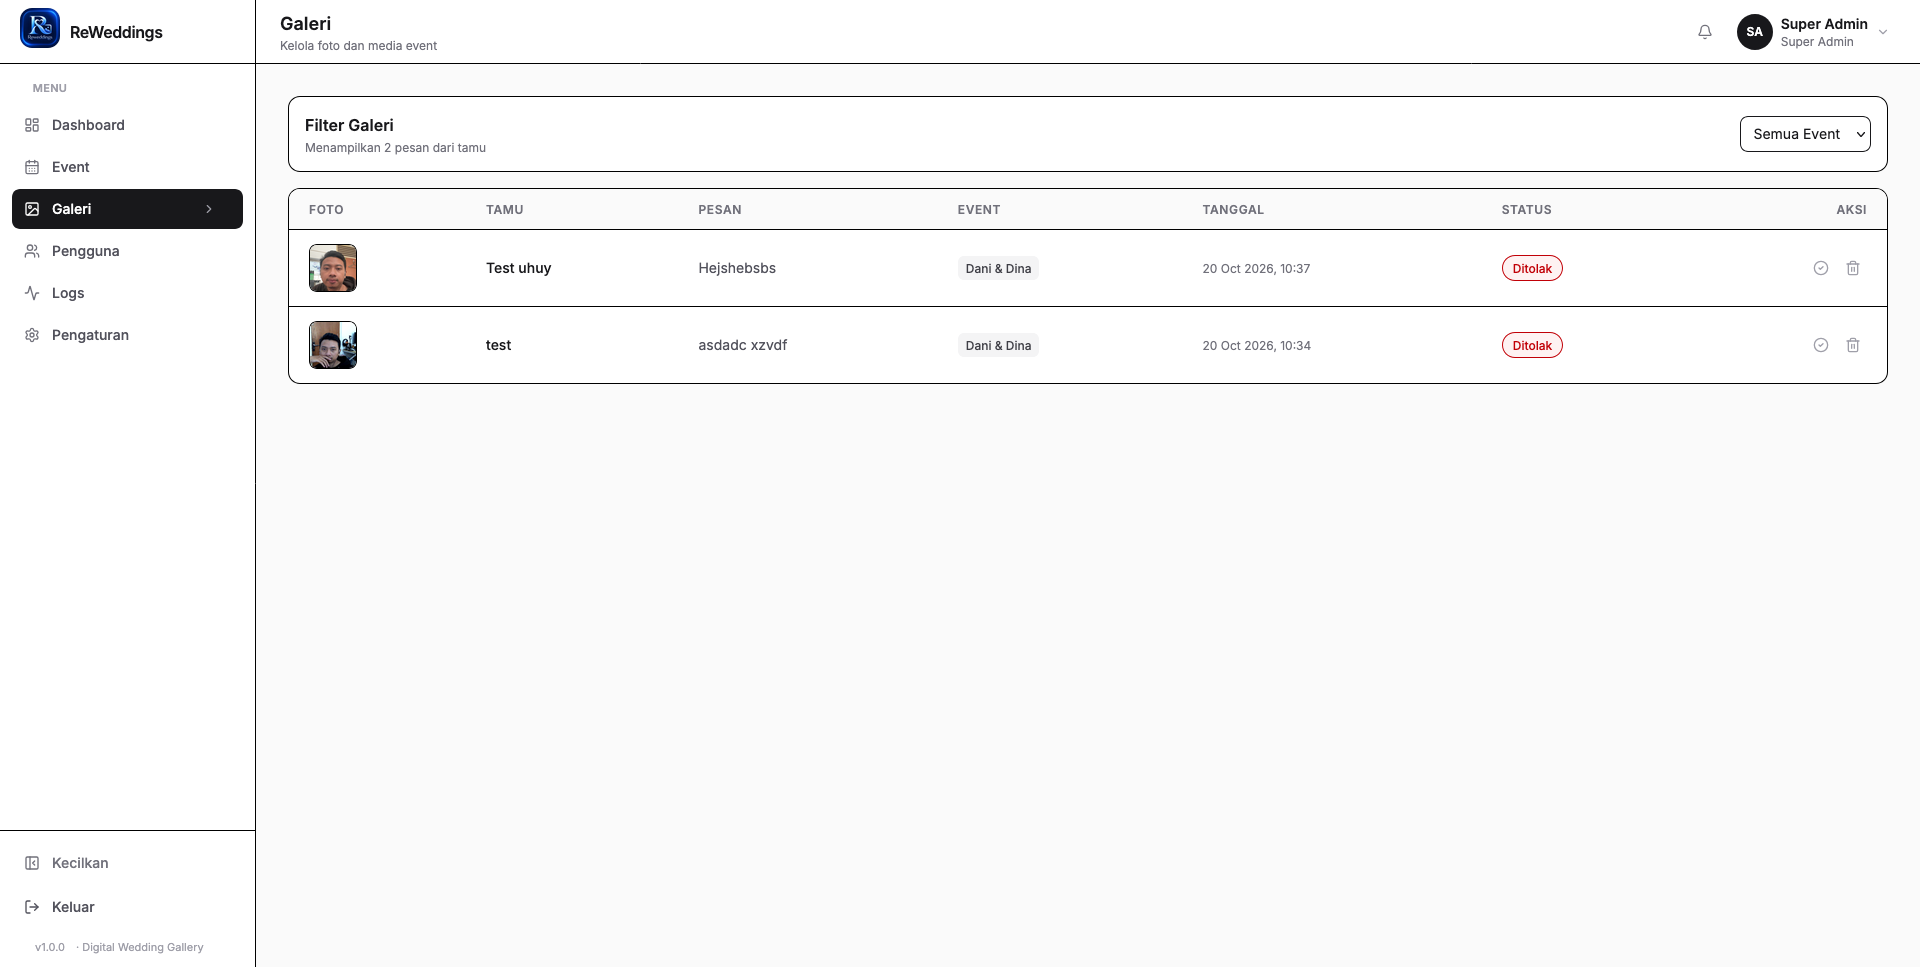 ReWeddings
MENU
Dashboard
Event
Galeri
Pengguna
Logs
Pengaturan
Kecilkan
Keluar
v1.0.0 · Digital Wedding Gallery
Galeri
Kelola foto dan media event
SA
Super Admin
Super Admin
Filter Galeri
Menampilkan 2 pesan dari tamu
Semua Event
FOTO TAMU PESAN EVENT TANGGAL STATUS AKSI
Test uhuy Hejshebsbs Dani & Dina 20 Oct 2026, 10:37 Ditolak
test asdadc xzvdf Dani & Dina 20 Oct 2026, 10:34 Ditolak